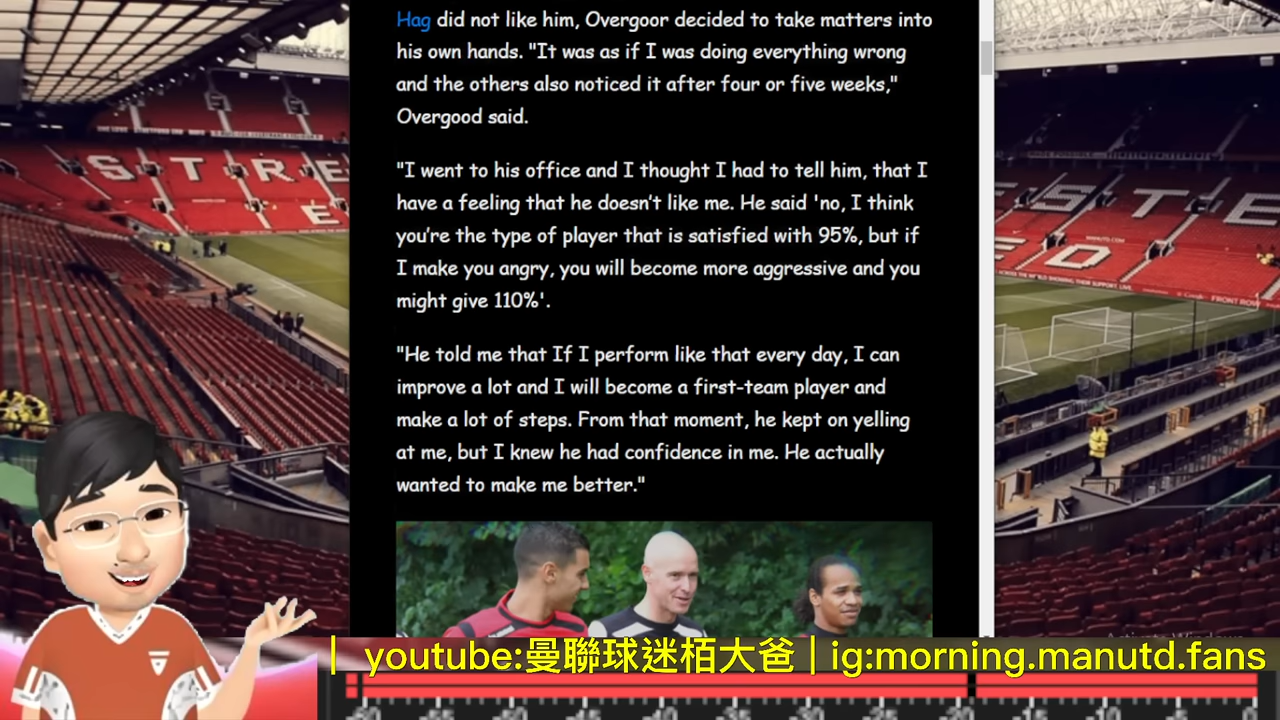 Hag did not like him, Overgoor decided to take matters into
his own hands. "It was as if I was doing everything wrong
and the others also noticed it after four or five weeks,"
Overgood said.
"I went to his office and I thought I had to tell him, that I
have a feeling that he doesn't like me. He said 'no, I think
you're the type of player that is satisfied with 95%, but if
I make you angry, you will become more aggressive and you
might give 110%'.
"He told me that If I perform like that every day, I can
improve a lot and I will become a first-team player and
make a lot of steps. From that moment, he kept on yelling
at me, but I knew he had confidence in me. He actually
wanted to make me better."
STRE
E
ESTE
ED
FRONT ROW
| youtube:曼聯球迷栢大爸 | ig:morning.manutd.fans